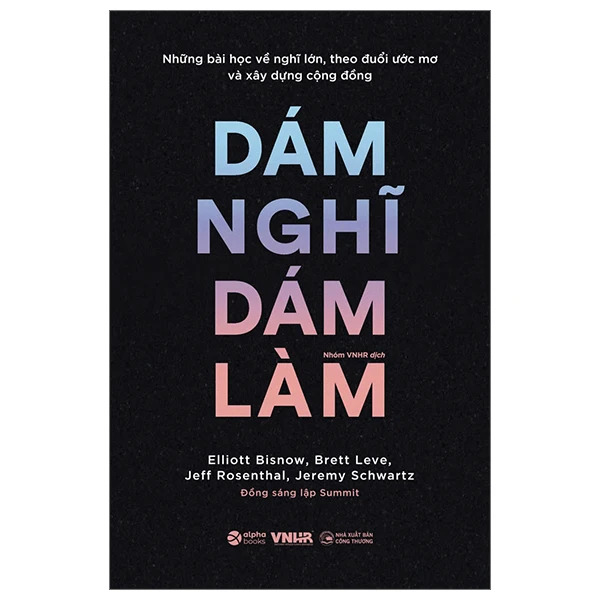 Những bài học về nghĩ lớn, theo đuổi ước mơ
và xây dựng cộng đồng
DÁM
NGHĨ
DÁM
Nhóm VNHR dịch
LÀM
Elliott Bisnow, Brett Leve,
Jeff Rosenthal, Jeremy Schwartz
Đồng sáng lập Summit
alpha books
VNHR
NHÀ XUẤT BẢN
CÔNG THƯƠNG